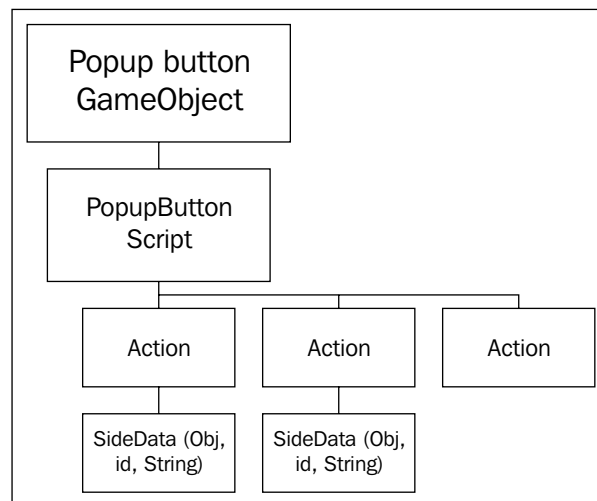 Popup button
GameObject
PopupButton
Script
Action
Action
Action
SideData (Obj,
id, String)
SideData (Obj,
id, String)